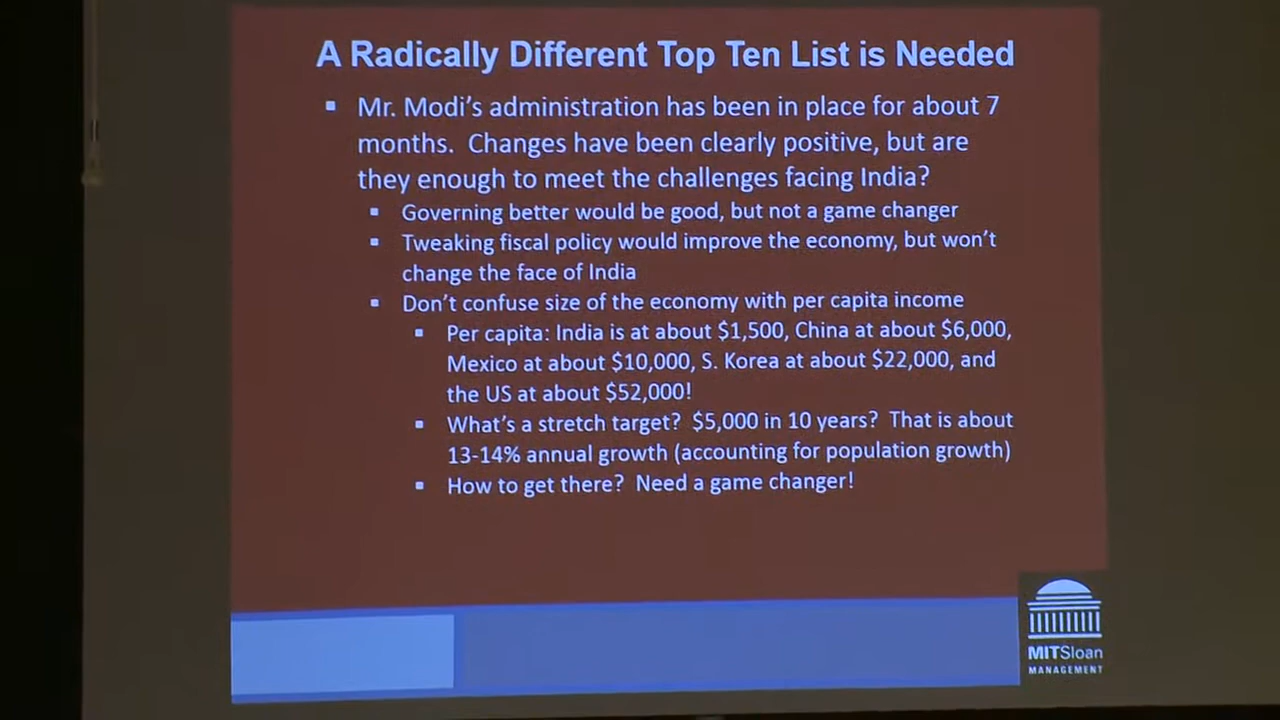 A Radically Different Top Ten List is Needed
▪ Mr. Modi's administration has been in place for about 7
months. Changes have been clearly positive, but are
they enough to meet the challenges facing India?
▪ Governing better would be good, but not a game changer
▪ Tweaking fiscal policy would improve the economy, but won't
change the face of India
▪ Don't confuse size of the economy with per capita income
▪ Per capita: India is at about $1,500, China at about $6,000,
Mexico at about $10,000, S. Korea at about $22,000, and
the US at about $52,000!
▪ What's a stretch target? $5,000 in 10 years? That is about
13-14% annual growth (accounting for population growth)
▪ How to get there? Need a game changer!
MITSloan
MANAGEMENT